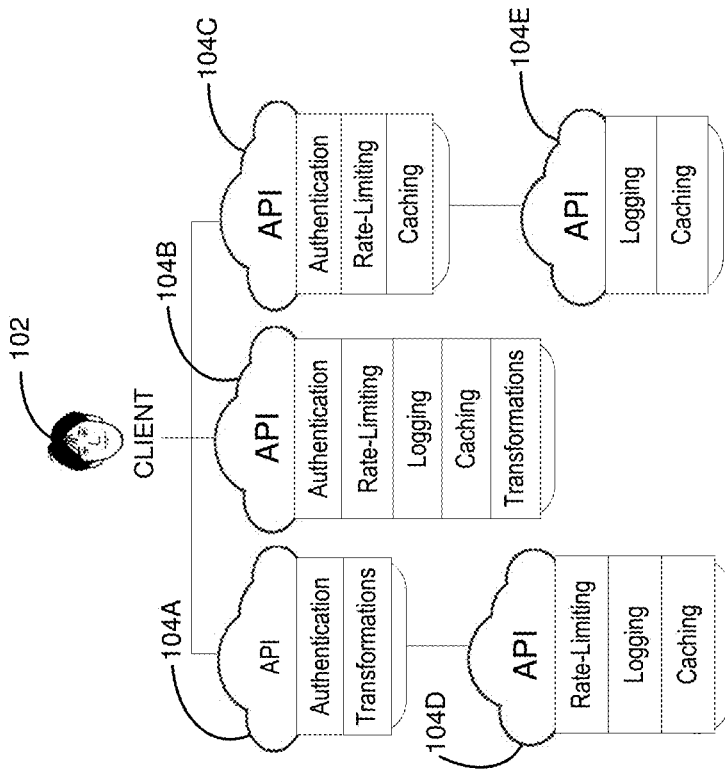 102
CLIENT
104A
API
Authentication
Transformations
104B
API
Authentication
Rate-Limiting
Logging
Caching
Transformations
104C
API
Authentication
Rate-Limiting
Caching
104D
API
Rate-Limiting
Logging
Caching
104E
API
Logging
Caching